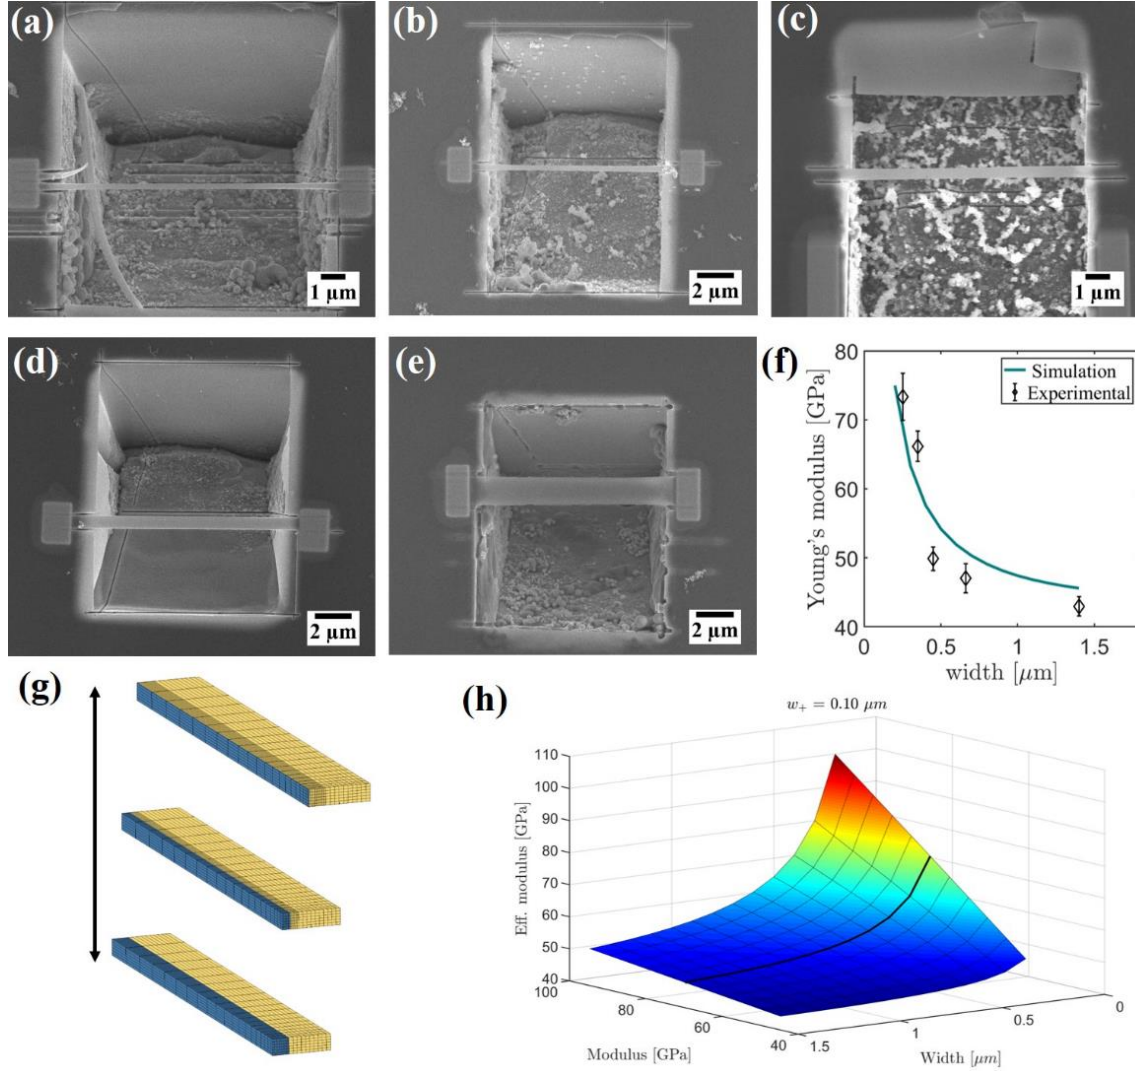 (a)
1 μm
(b)
2 μm
(c)
1 μm
(d)
2 μm
(e)
2 μm
(f)
80
70
60
50
40
Young's modulus [GPa]
Simulation
Experimental
0
0.5
1
1.5
width [μm]
(g)
(h)
w₊ = 0.10 μm
110
100
90
80
70
60
50
40
Eff. modulus [GPa]
100
80
60
40
Modulus [GPa]
1.5
1
0.5
0
Width [μm]